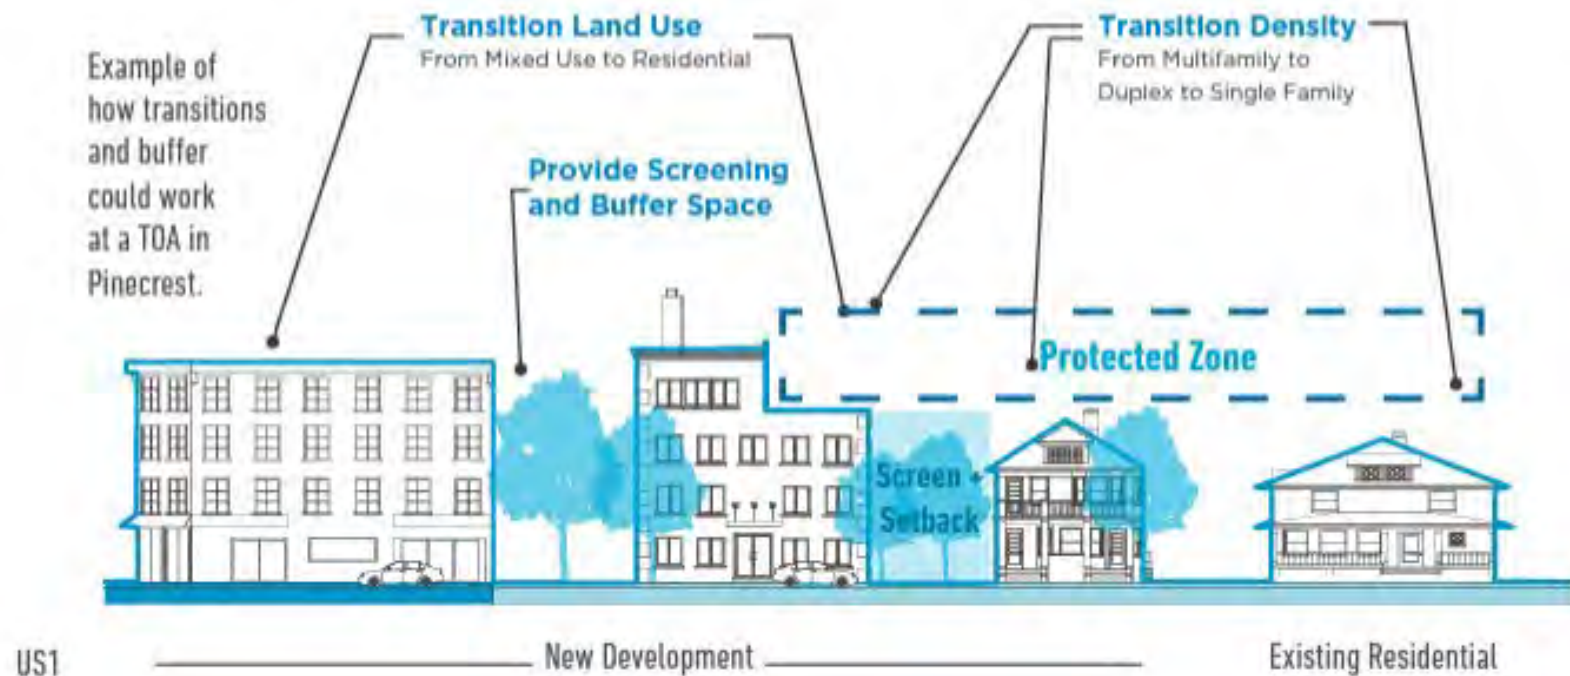 Example of
how transitions
and buffer
could work
at a TOA in
Pinecrest.
Transition Land Use
From Mixed Use to Residential
Transition Density
From Multifamily to
Duplex to Single Family
Provide Screening
and Buffer Space
Protected Zone
Screen +
Setback
US1
New Development
Existing Residential